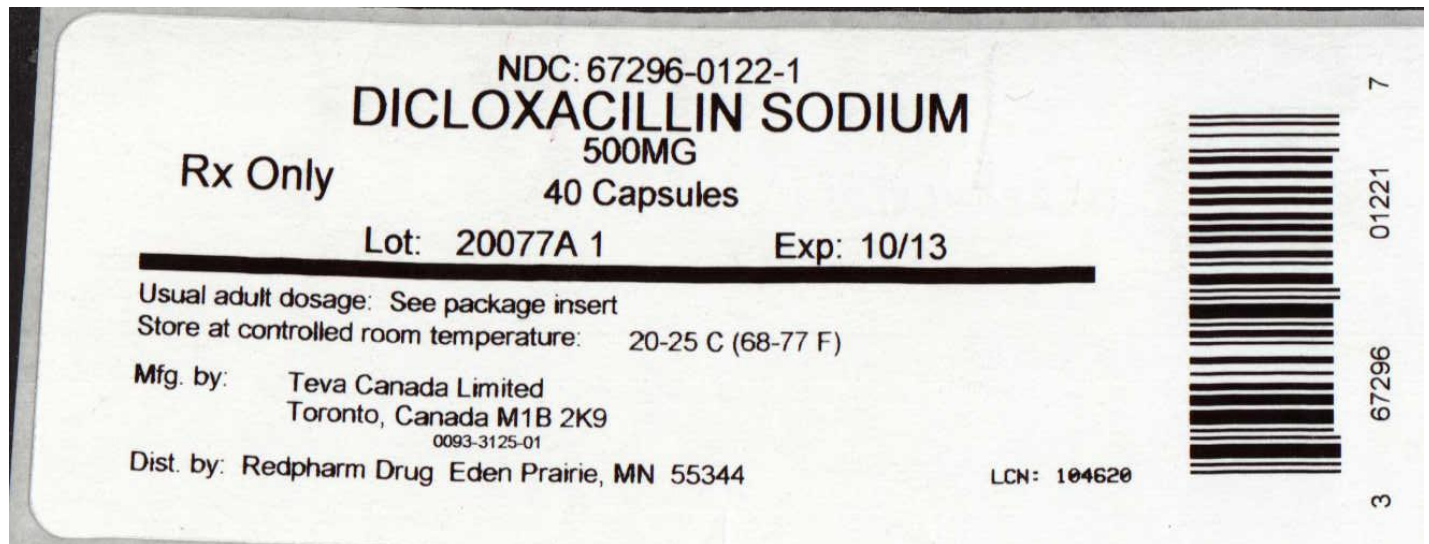 NDC: 67296-0122-1
DICLOXACILLIN SODIUM
500MG
Rx Only
40 Capsules
Lot: 20077A 1 Exp: 10/13
Usual adult dosage: See package insert
Store at controlled room temperature: 20-25 C (68-77 F)
Mfg. by: Teva Canada Limited
Toronto, Canada M1B 2K9
0093-3125-01
Dist. by: Redpharm Drug Eden Prairie, MN 55344
LCN: 104620
3 67296 01221 7